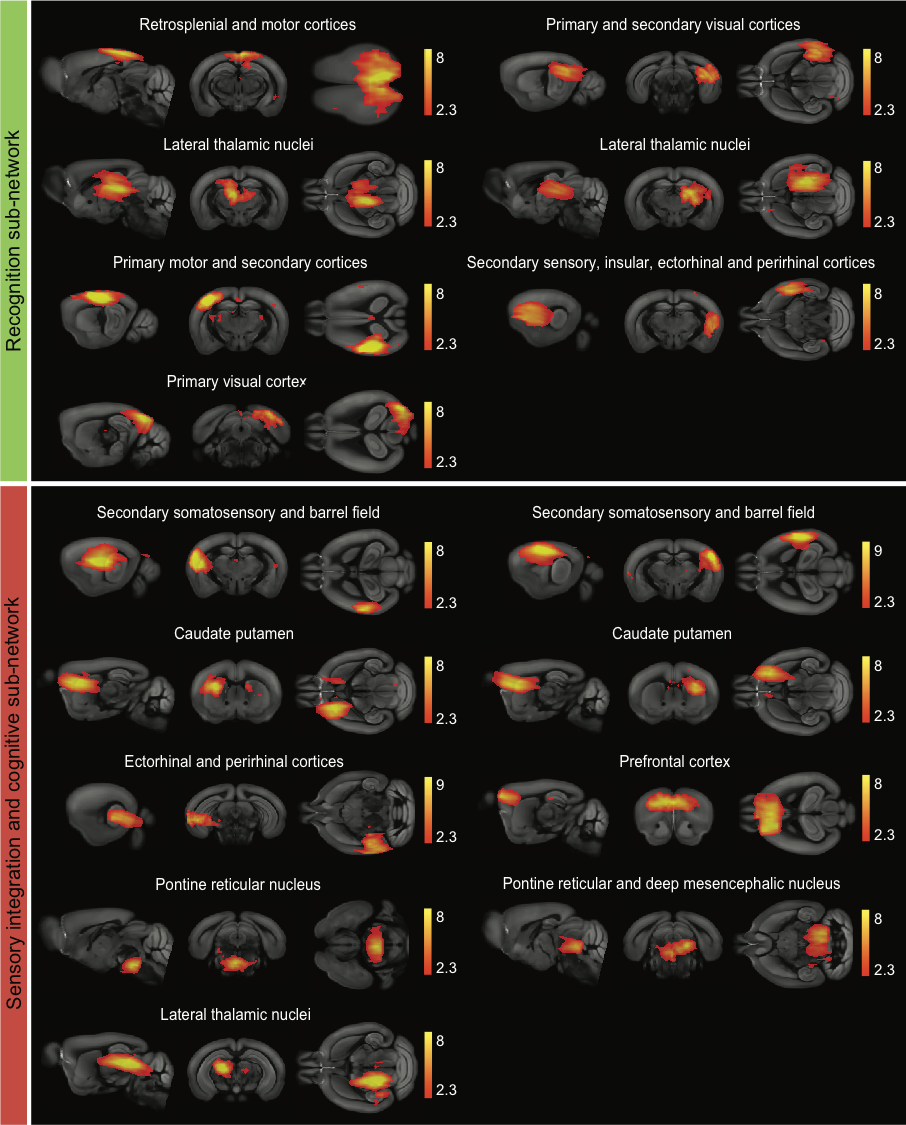 Recognition sub-network
Retrosplenial and motor cortices
8
2.3
Primary and secondary visual cortices
8
2.3
Lateral thalamic nuclei
8
2.3
Lateral thalamic nuclei
8
2.3
Primary motor and secondary cortices
8
2.3
Secondary sensory, insular, ectorhinal and perirhinal cortices
8
2.3
Primary visual cortex
8
2.3
Sensory integration and cognitive sub-network
Secondary somatosensory and barrel field
8
2.3
Secondary somatosensory and barrel field
9
2.3
Caudate putamen
8
2.3
Caudate putamen
8
2.3
Ectorhinal and perirhinal cortices
9
2.3
Prefrontal cortex
8
2.3
Pontine reticular nucleus
8
2.3
Pontine reticular and deep mesencephalic nucleus
8
2.3
Lateral thalamic nuclei
8
2.3